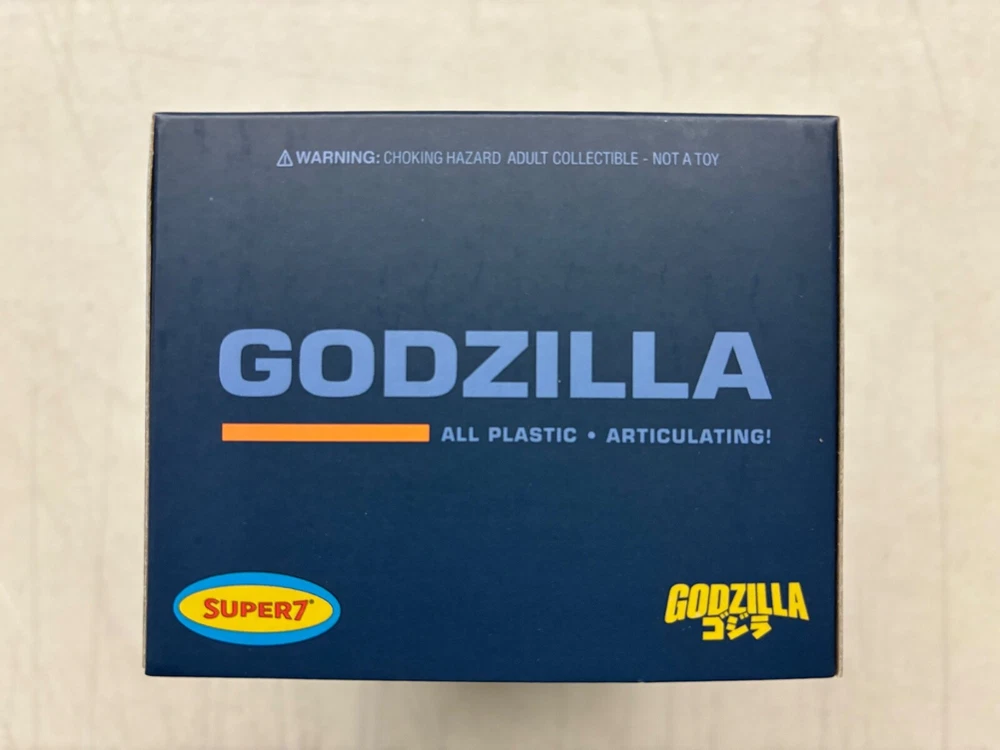 ⚠ WARNING: CHOKING HAZARD ADULT COLLECTIBLE - NOT A TOY
GODZILLA
ALL PLASTIC • ARTICULATING!
SUPER7®
GODZILLA
ゴジラ